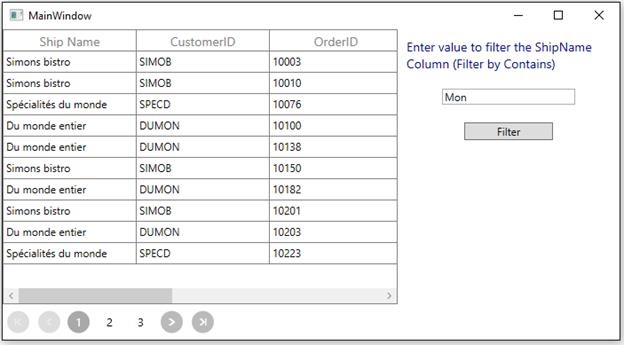 MainWindow
Ship Name CustomerID OrderID
Simons bistro SIMOB 10003
Simons bistro SIMOB 10010
Spécialités du monde SPECD 10076
Du monde entier DUMON 10100
Du monde entier DUMON 10138
Simons bistro SIMOB 10150
Du monde entier DUMON 10182
Simons bistro SIMOB 10201
Du monde entier DUMON 10203
Spécialités du monde SPECD 10223
1 2 3
Enter value to filter the ShipName
Column (Filter by Contains)
Mon
Filter